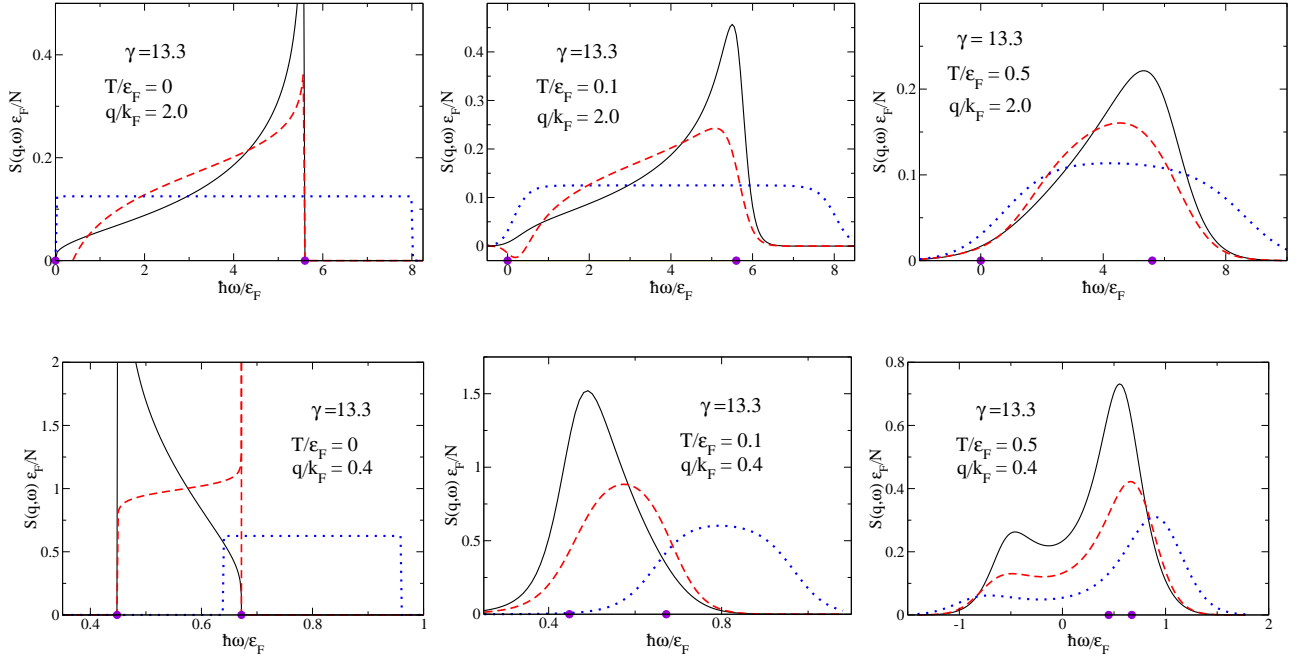 S(q,ω) ε_F/N
0.4
0.2
0
γ=13.3
T/ε_F = 0
q/k_F = 2.0
0
2
4
6
8
ħω/ε_F
S(q,ω) ε_F/N
0.5
0.4
0.3
0.2
0.1
0
γ=13.3
T/ε_F = 0.1
q/k_F = 2.0
0
2
4
6
8
ħω/ε_F
S(q,ω) ε_F/N
0.2
0.1
0
γ = 13.3
T/ε_F = 0.5
q/k_F = 2.0
0
4
8
ħω/ε_F
S(q,ω) ε_F/N
2
1.5
1
0.5
0
γ=13.3
T/ε_F = 0
q/k_F = 0.4
0.4
0.6
0.8
1
ħω/ε_F
S(q,ω) ε_F/N
1.5
1
0.5
0
γ=13.3
T/ε_F = 0.1
q/k_F = 0.4
0.4
0.8
ħω/ε_F
S(q,ω) ε_F/N
0.8
0.6
0.4
0.2
0
γ=13.3
T/ε_F = 0.5
q/k_F = 0.4
-1
0
1
2
ħω/ε_F